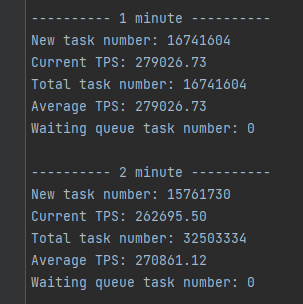 ---------- 1 minute ----------
New task number: 16741604
Current TPS: 279026.73
Total task number: 16741604
Average TPS: 279026.73
Waiting queue task number: 0
---------- 2 minute ----------
New task number: 15761730
Current TPS: 262695.50
Total task number: 32503334
Average TPS: 270861.12
Waiting queue task number: 0